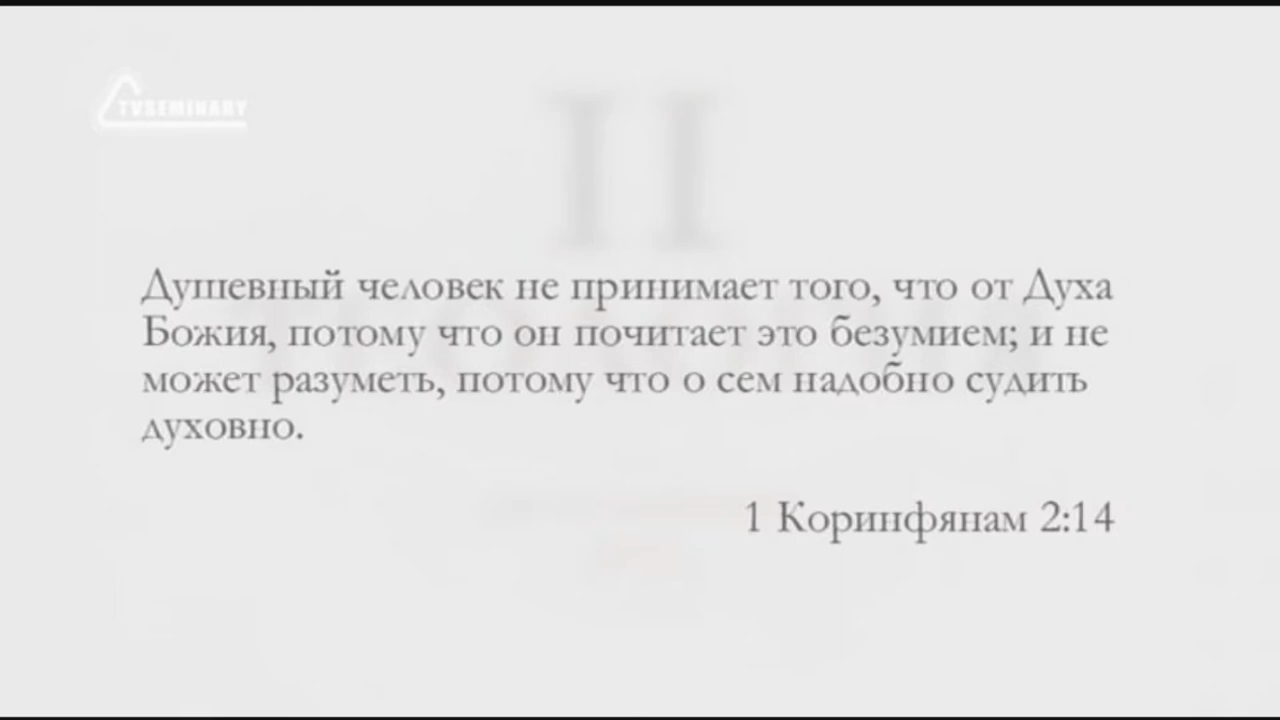 TVSEMINARY
II
Душевный человек не принимает того, что от Духа
Божия, потому что он почитает это безумием; и не
может разуметь, потому что о сем надобно судить
духовно.
1 Коринфянам 2:14